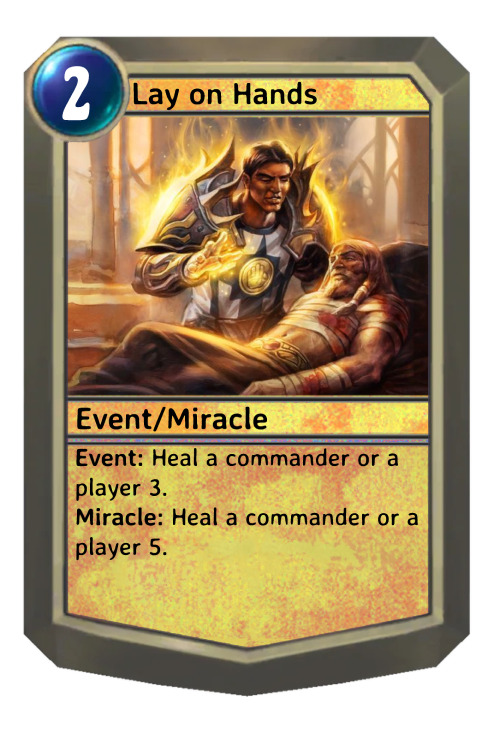 2
Lay on Hands
Event/Miracle
Event: Heal a commander or a
player 3.
Miracle: Heal a commander or a
player 5.